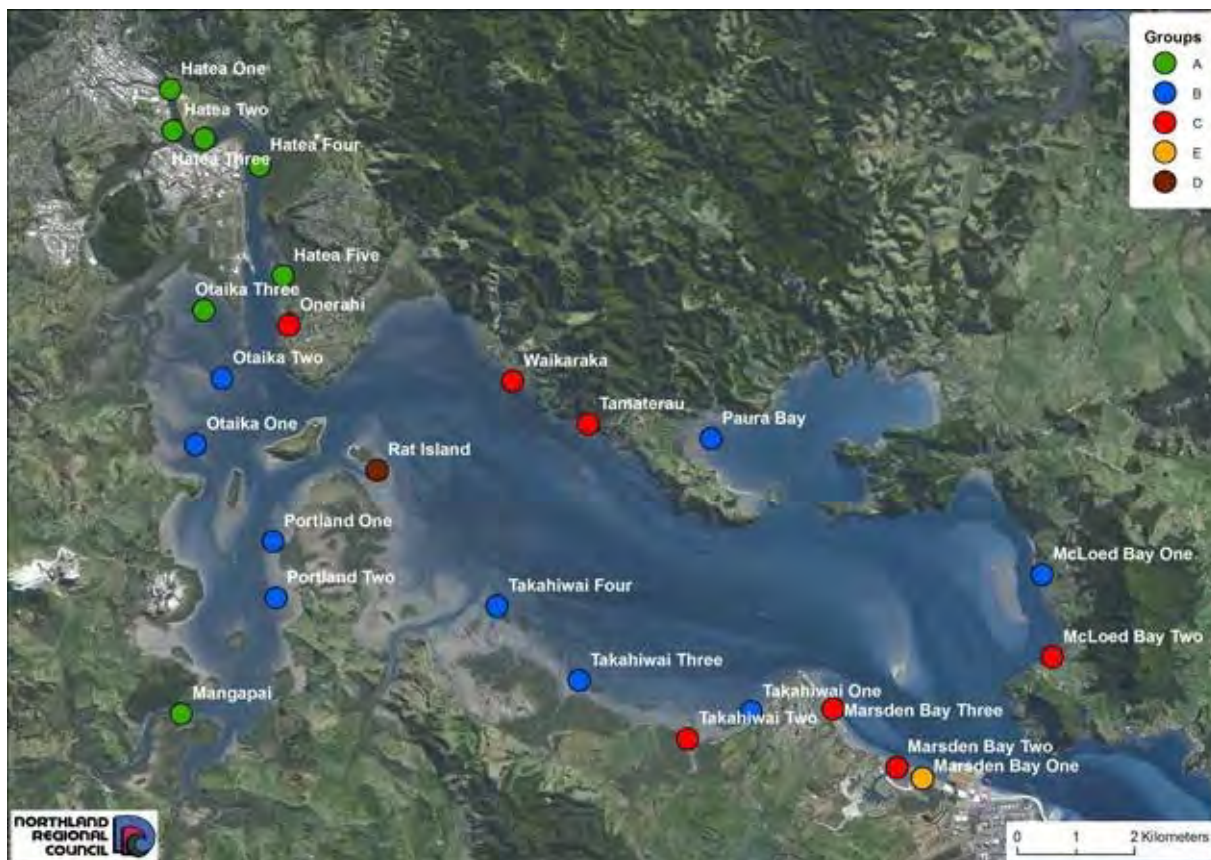 Groups
A
B
C
E
D
Hatea One
Hatea Two
Hatea Three
Hatea Four
Hatea Five
Otaika Three
Onerahi
Otaika Two
Waikaraka
Tamaterau
Paura Bay
Otaika One
Rat Island
Portland One
McLoed Bay One
Portland Two
Takahiwai Four
McLoed Bay Two
Takahiwai Three
Mangapai
Takahiwai One
Takahiwai Two
Marsden Bay Three
Marsden Bay Two
Marsden Bay One
NORTHLAND
REGIONAL
COUNCIL
0 1 2 Kilometers